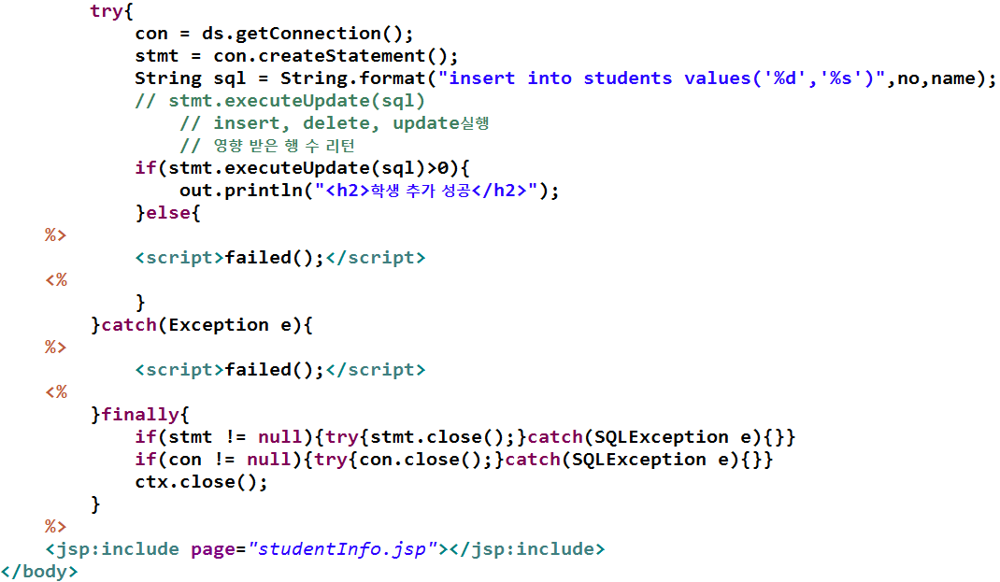 try{
con = ds.getConnection();
stmt = con.createStatement();
String sql = String.format("insert into students values('%d','%s')",no,name);
// stmt.executeUpdate(sql)
// insert, delete, update실행
// 영향 받은 행 수 리턴
if(stmt.executeUpdate(sql)>0){
out.println("<h2>학생 추가 성공</h2>");
}else{
%>
<script>failed();</script>
<%
}
}catch(Exception e){
%>
<script>failed();</script>
<%
}finally{
if(stmt != null){try{stmt.close();}catch(SQLException e){}}
if(con != null){try{con.close();}catch(SQLException e){}}
ctx.close();
}
%>
<jsp:include page="studentInfo.jsp"></jsp:include>
</body>